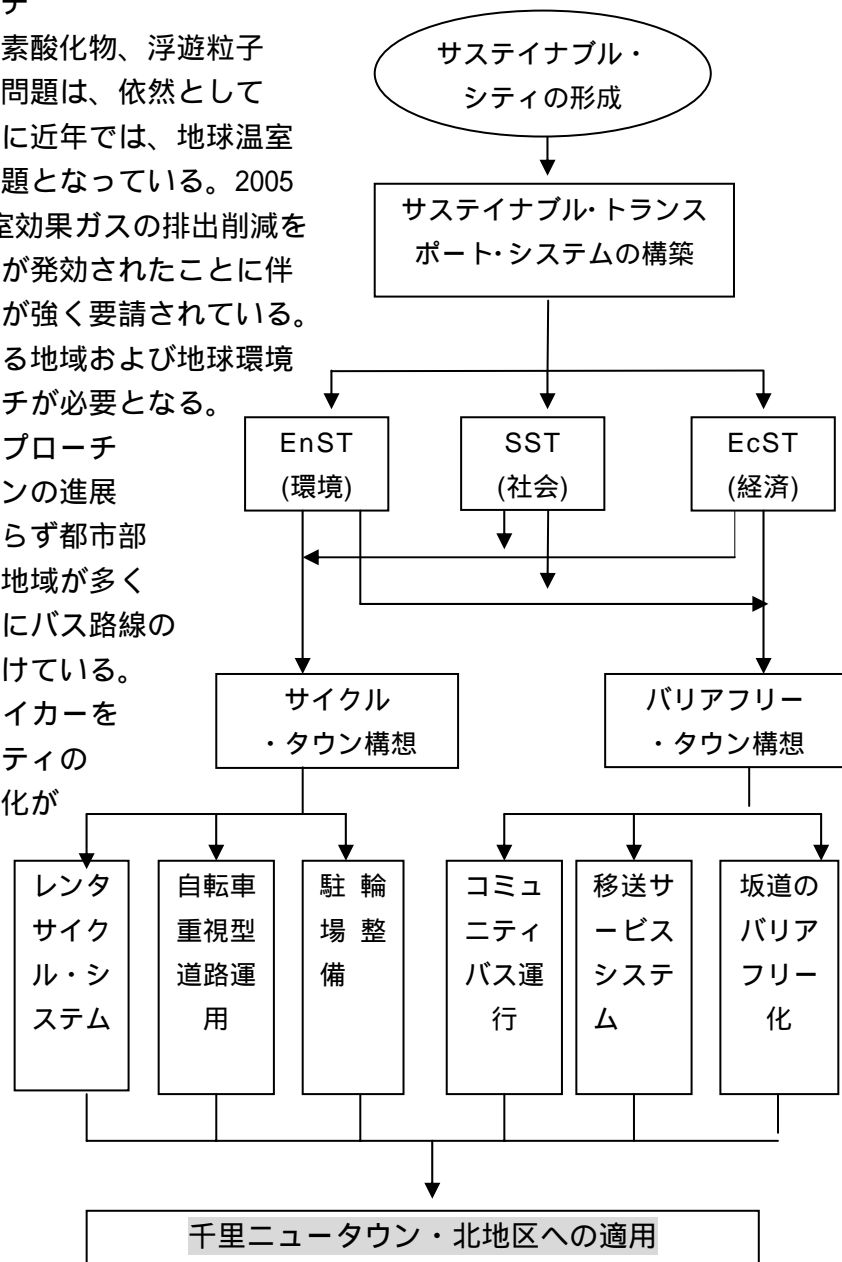 テ
素酸化物、浮遊粒子
問題は、依然として
に近年では、地球温室
題となっている。2005
室効果ガスの排出削減を
が発効されたことに伴
が強く要請されている。
る地域および地球環境
チが必要となる。
プローチ
ンの進展
らず都市部
地域が多く
にバス路線の
けている。
イカーを
ティの
化が
サステイナブル・
シティの形成
サステイナブル・トランス
ポート・システムの構築
EnST
(環境)
SST
(社会)
EcST
(経済)
サイクル
・タウン構想
バリアフリー
・タウン構想
レンタ
サイク
ル・シ
ステム
自転車
重視型
道路運
用
駐 輪
場 整
備
コミュ
ニティ
バス運
行
移送サ
ービス
システ
ム
坂道の
バリア
フリー
化
千里ニュータウン・北地区への適用